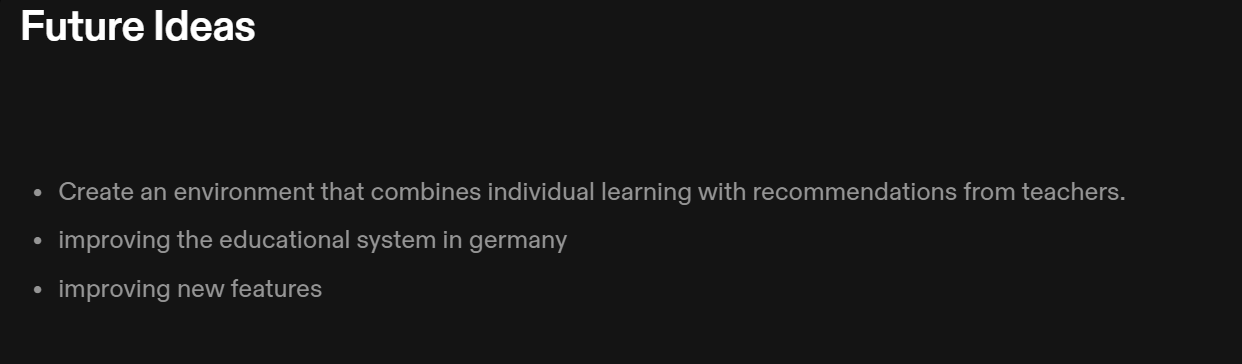 Future Ideas
• Create an environment that combines individual learning with recommendations from teachers.
• improving the educational system in germany
• improving new features